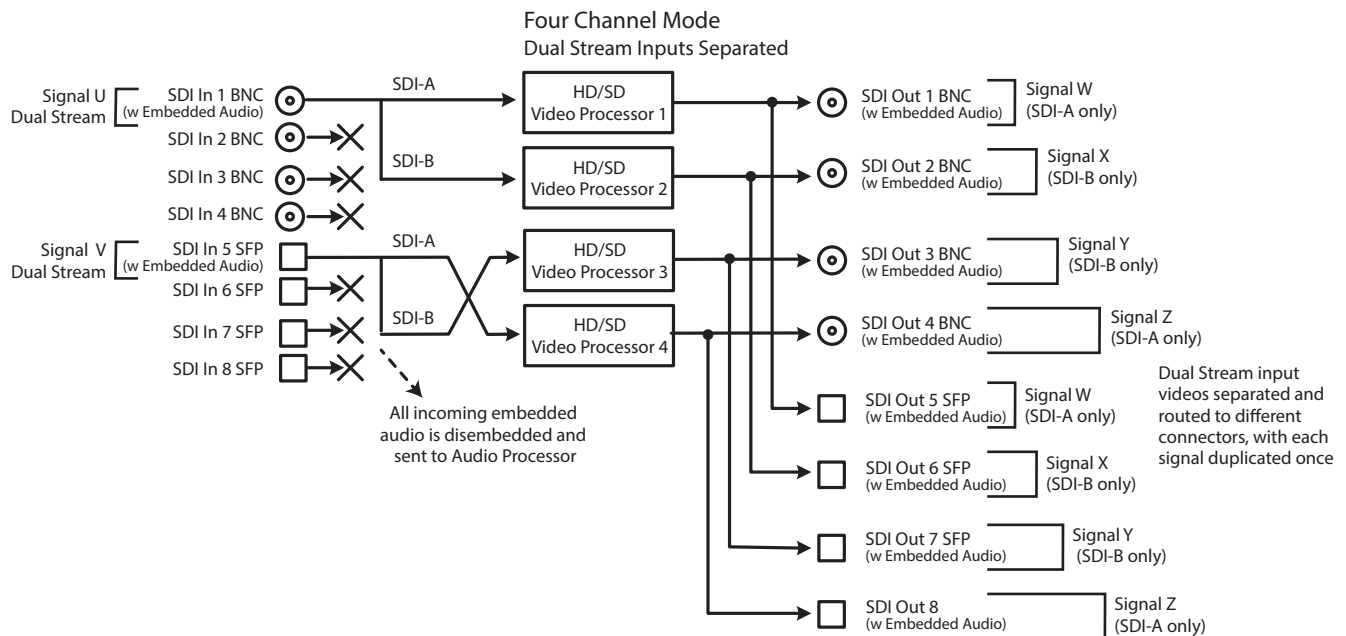 Four Channel Mode
Dual Stream Inputs Separated
Signal U
Dual Stream
SDI In 1 BNC
(w Embedded Audio)
SDI In 2 BNC
SDI In 3 BNC
SDI In 4 BNC
Signal V
Dual Stream
SDI In 5 SFP
(w Embedded Audio)
SDI In 6 SFP
SDI In 7 SFP
SDI In 8 SFP
SDI-A
SDI-B
SDI-A
SDI-B
All incoming embedded
audio is disembedded and
sent to Audio Processor
HD/SD
Video Processor 1
HD/SD
Video Processor 2
HD/SD
Video Processor 3
HD/SD
Video Processor 4
SDI Out 1 BNC
(w Embedded Audio)
Signal W
(SDI-A only)
SDI Out 2 BNC
(w Embedded Audio)
Signal X
(SDI-B only)
SDI Out 3 BNC
(w Embedded Audio)
Signal Y
(SDI-B only)
SDI Out 4 BNC
(w Embedded Audio)
Signal Z
(SDI-A only)
SDI Out 5 SFP
(w Embedded Audio)
Signal W
(SDI-A only)
Dual Stream input
videos separated and
routed to different
connectors, with each
signal duplicated once
SDI Out 6 SFP
(w Embedded Audio)
Signal X
(SDI-B only)
SDI Out 7 SFP
(w Embedded Audio)
Signal Y
(SDI-B only)
SDI Out 8
(w Embedded Audio)
Signal Z
(SDI-A only)